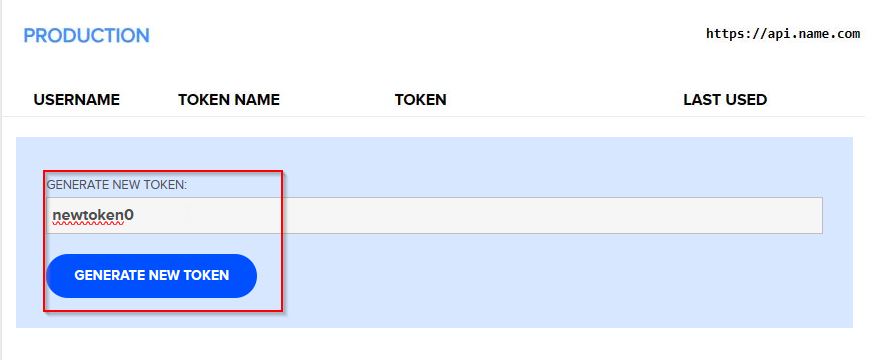 PRODUCTION https://api.name.com
USERNAME TOKEN NAME TOKEN LAST USED
GENERATE NEW TOKEN:
newtoken0
GENERATE NEW TOKEN